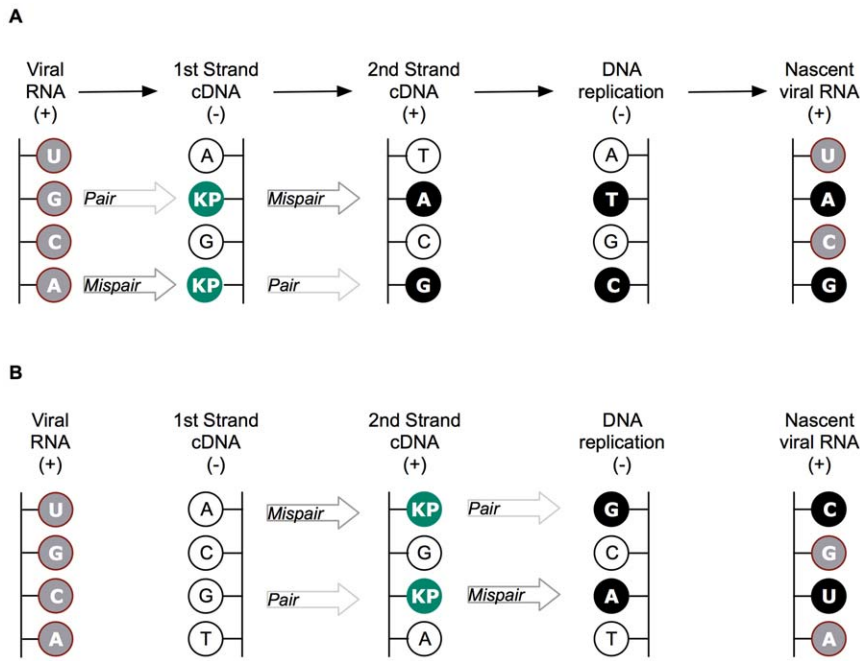 A
Viral RNA (+)
1st Strand cDNA (-)
2nd Strand cDNA (+)
DNA replication (-)
Nascent viral RNA (+)
U A T A U
G Pair KP Mispair A T A
C G C G C
A Mispair KP Pair G C G
B
Viral RNA (+)
1st Strand cDNA (-)
2nd Strand cDNA (+)
DNA replication (-)
Nascent viral RNA (+)
U A Mispair KP Pair G C
G C G C G
C G Pair KP Mispair A U
A T A T A